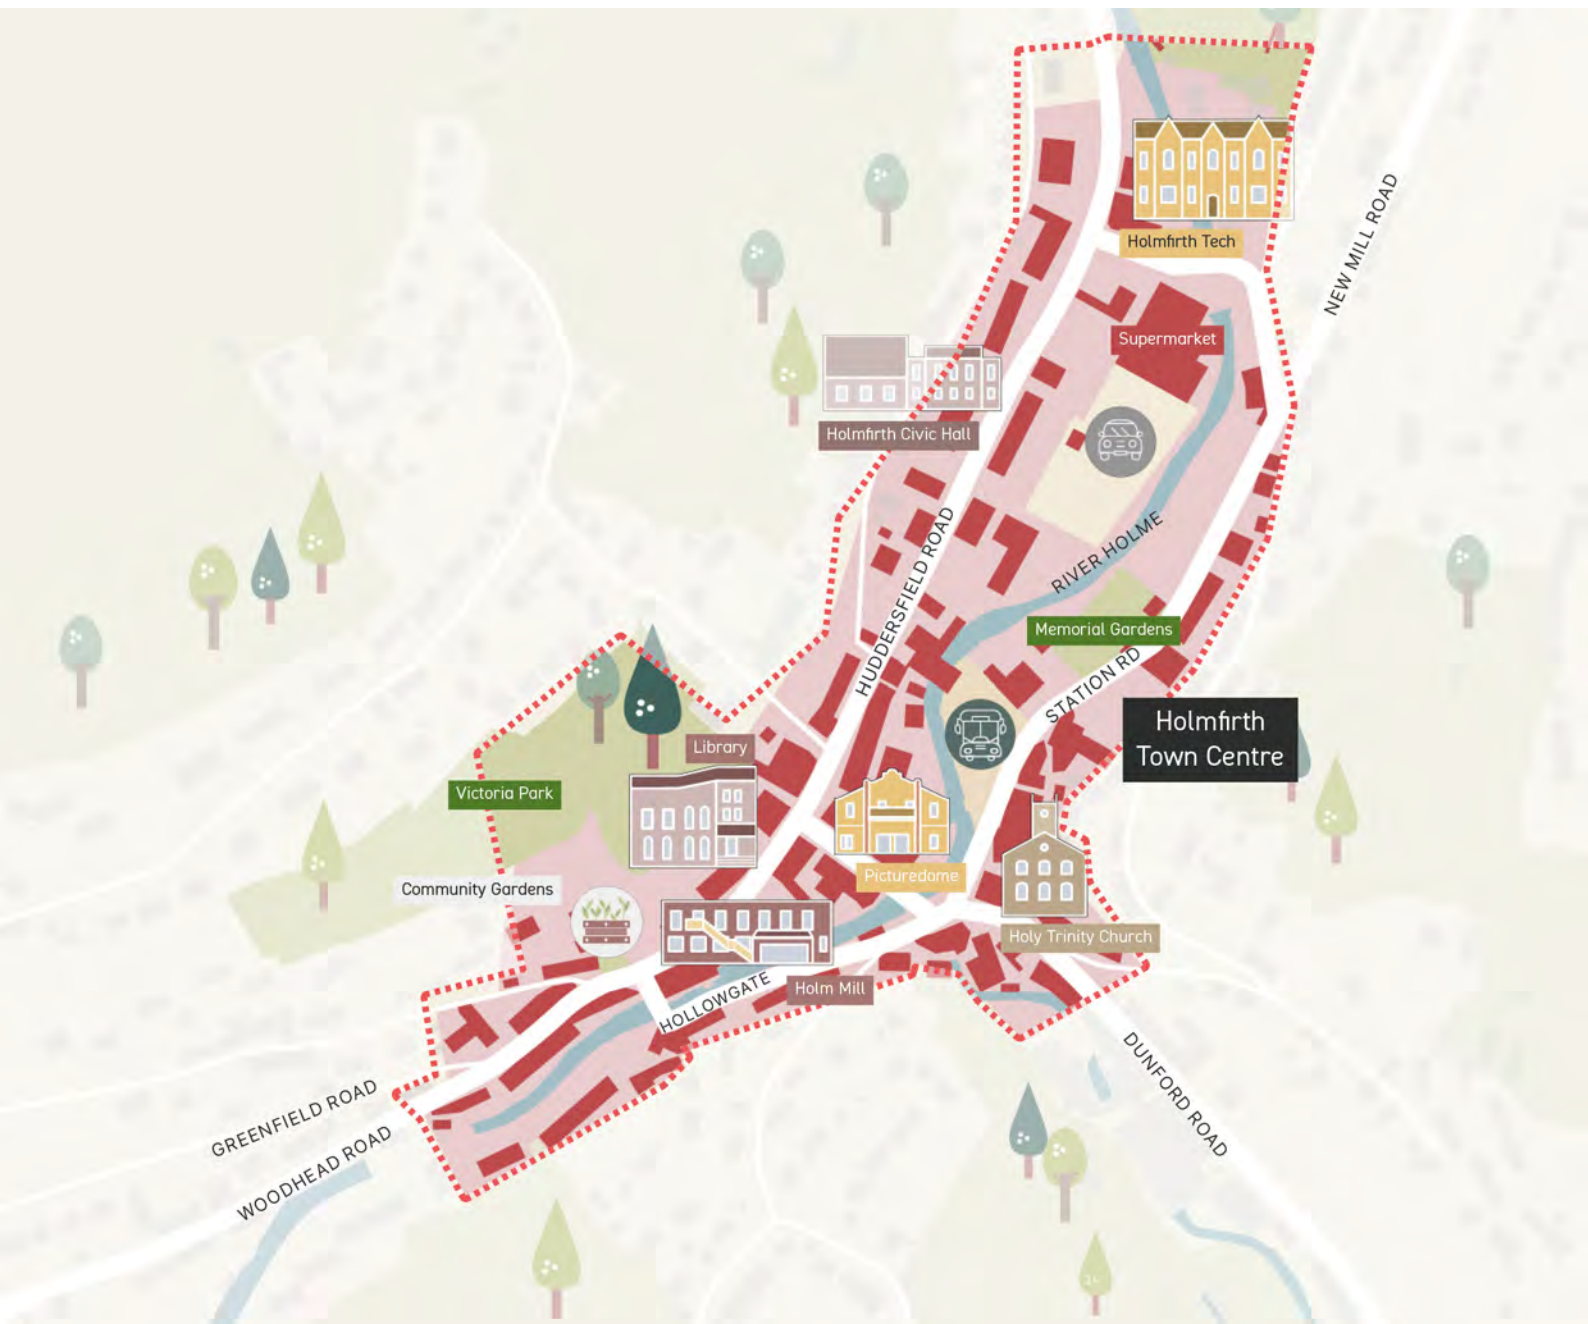 Holmfirth Tech
NEW MILL ROAD
Supermarket
Holmfirth Civic Hall
HUDDERSFIELD ROAD
RIVER HOLME
Memorial Gardens
STATION RD
Holmfirth
Town Centre
Library
Victoria Park
Picturedome
Community Gardens
Holy Trinity Church
Holm Mill
HOLLOWGATE
DUNFORD ROAD
GREENFIELD ROAD
WOODHEAD ROAD